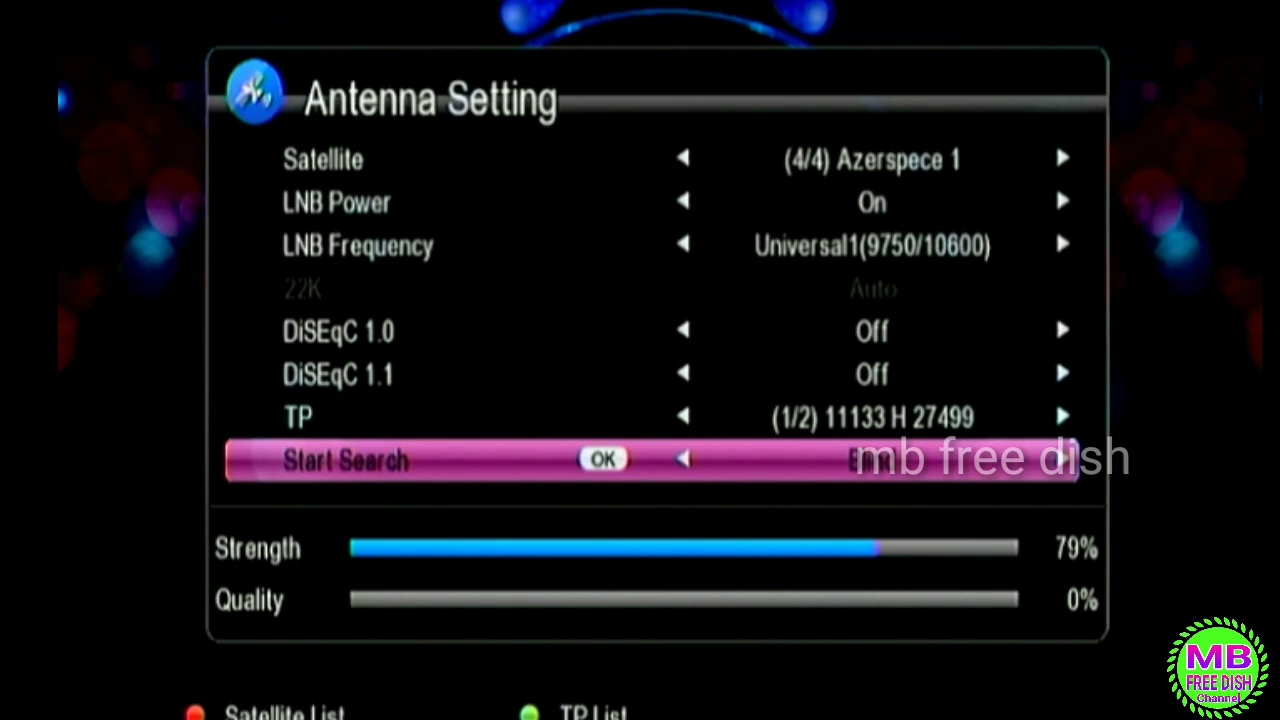 Antenna Setting
Satellite (4/4) Azerspece 1
LNB Power On
LNB Frequency Universal1(9750/10600)
22K Auto
DiSEqC 1.0 Off
DiSEqC 1.1 Off
TP (1/2) 11133 H 27499
Start Search OK
mb free dish
Strength 79%
Quality 0%
MB
FREE DISH
Channel
Satellite List TP List